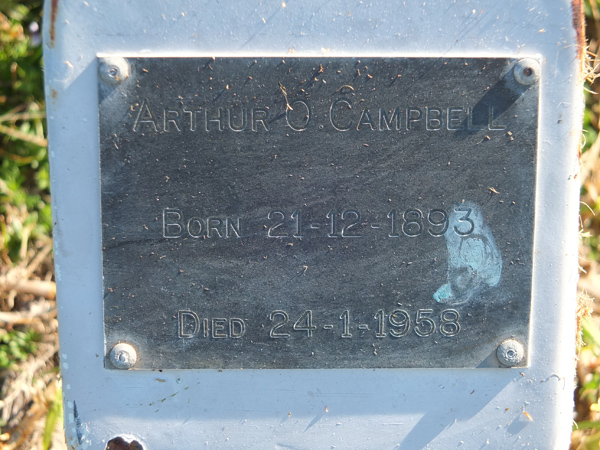 Arthur O. Campbell
Born 21-12-1893
Died 24-1-1958